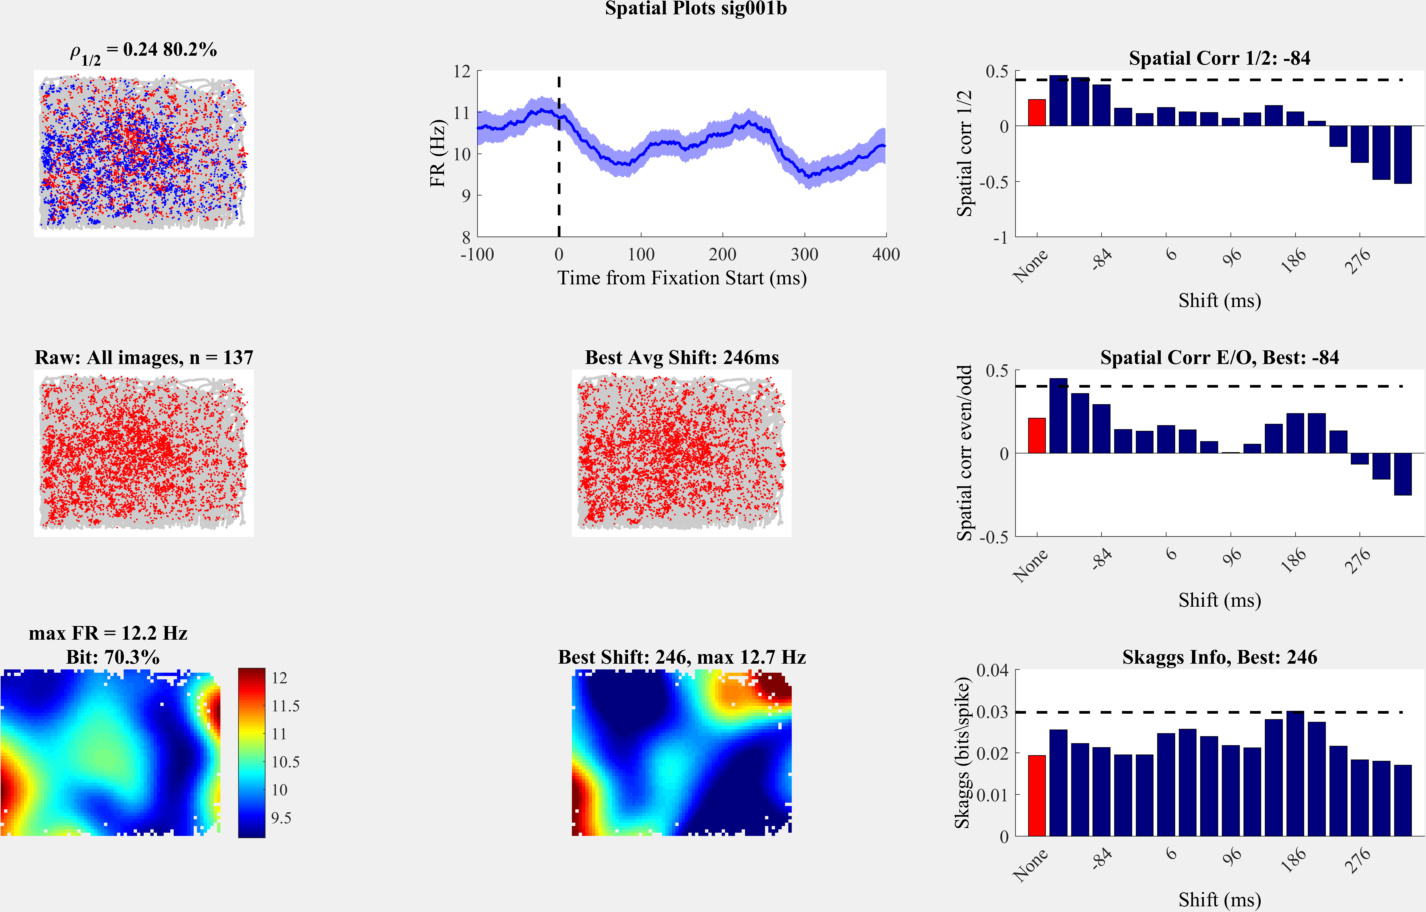 Spatial Plots sig001b
ρ1/2 = 0.24 80.2%
12
11
10
9
8
FR (Hz)
-100 0 100 200 300 400
Time from Fixation Start (ms)
Spatial Corr 1/2: -84
0.5
0
-0.5
-1
Spatial corr 1/2
None -84 6 96 186 276
Shift (ms)
Raw: All images, n = 137
Best Avg Shift: 246ms
Spatial Corr E/O, Best: -84
0.5
0
-0.5
Spatial corr even/odd
None -84 6 96 186 276
Shift (ms)
max FR = 12.2 Hz
Bit: 70.3%
12
11.5
11
10.5
10
9.5
Best Shift: 246, max 12.7 Hz
Skaggs Info, Best: 246
0.04
0.03
0.02
0.01
0
Skaggs (bits\spike)
None -84 6 96 186 276
Shift (ms)